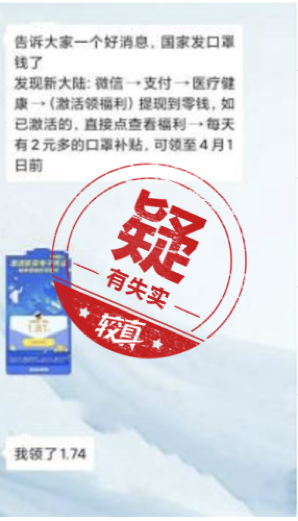 告诉大家一个好消息，国家发口罩
钱了
发现新大陆: 微信→支付→医疗健
康→(激活领福利) 提现到零钱，如
已激活的，直接点查看福利→每天
有2元多的口罩补贴，可领至4月1
日前
疑
有失实
较真
我领了1.74